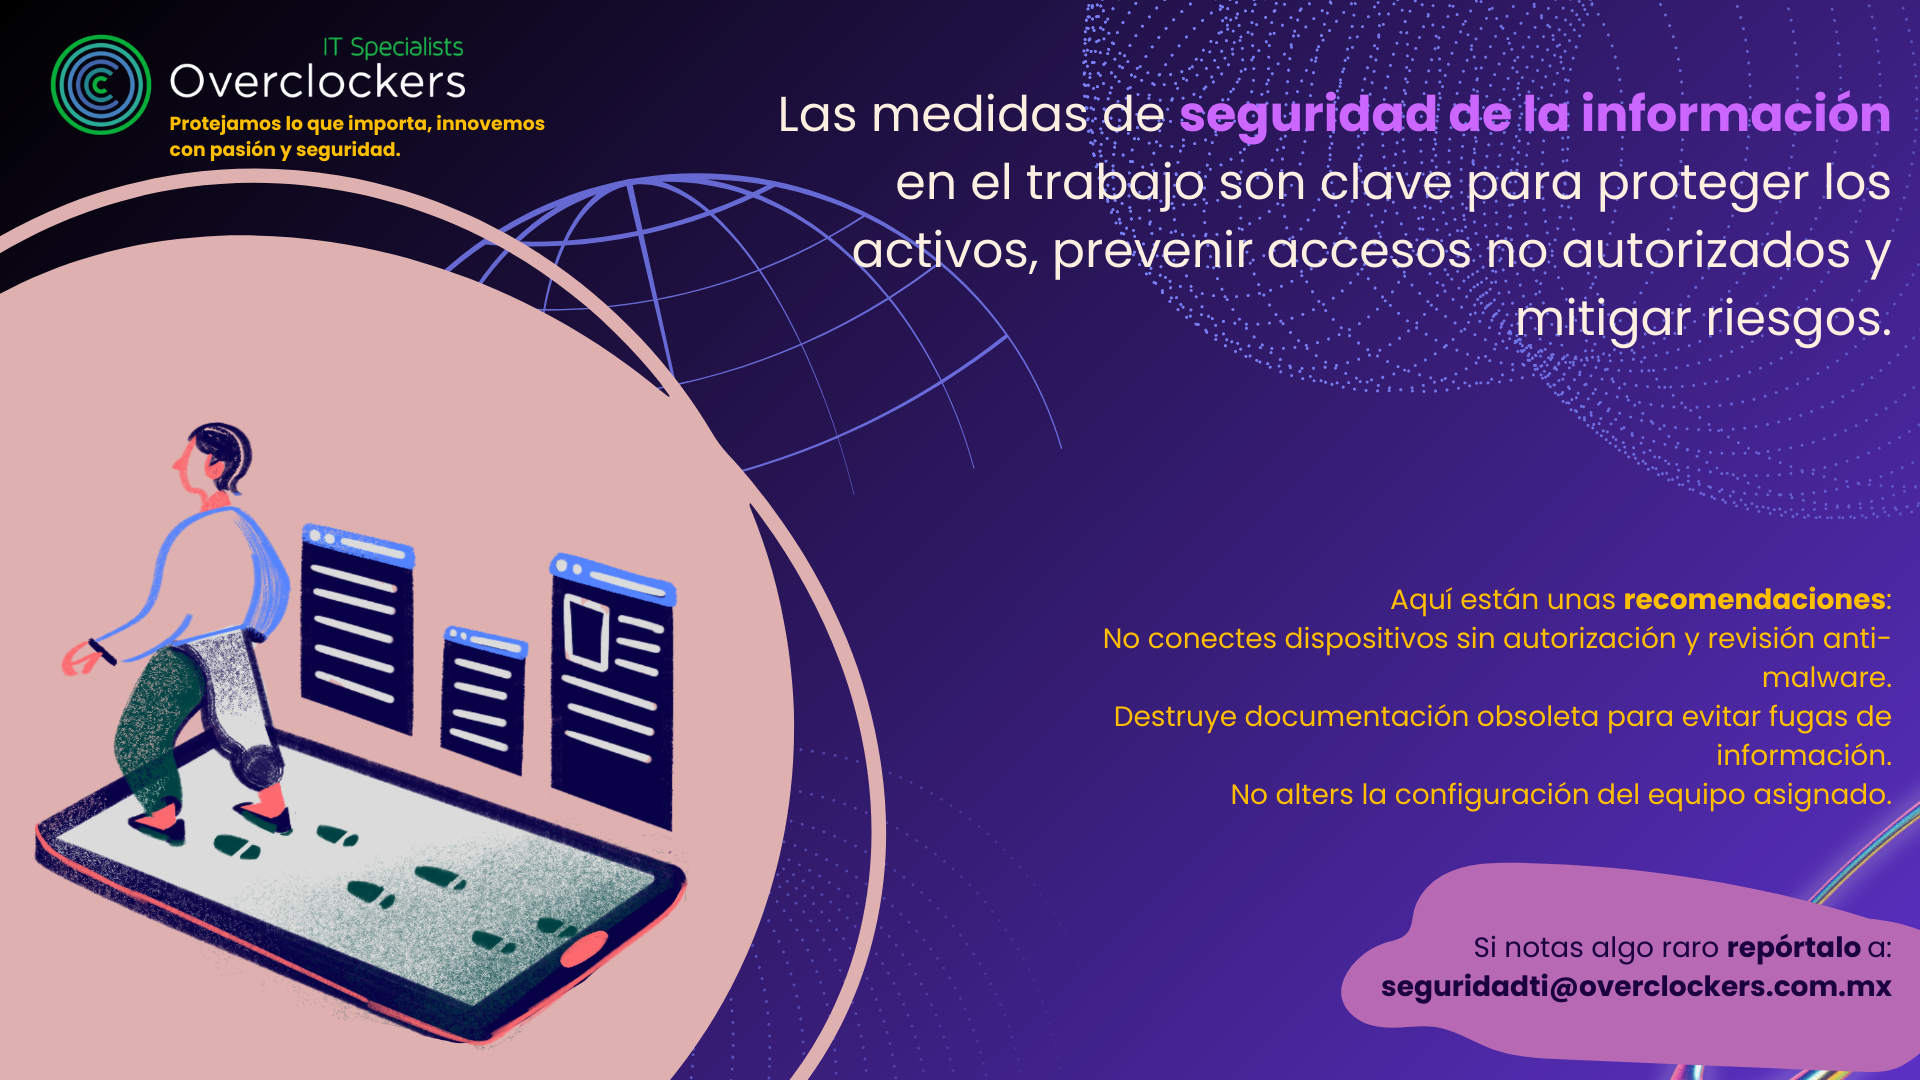 IT Specialists
Overclockers
Protejamos lo que importa, innovemos
con pasión y seguridad.
Las medidas de seguridad de la información
en el trabajo son clave para proteger los
activos, prevenir accesos no autorizados y
mitigar riesgos.
Aquí están unas recomendaciones:
No conectes dispositivos sin autorización y revisión anti-
malware.
Destruye documentación obsoleta para evitar fugas de
información.
No alters la configuración del equipo asignado.
Si notas algo raro repórtalo a:
seguridadti@overclockers.com.mx